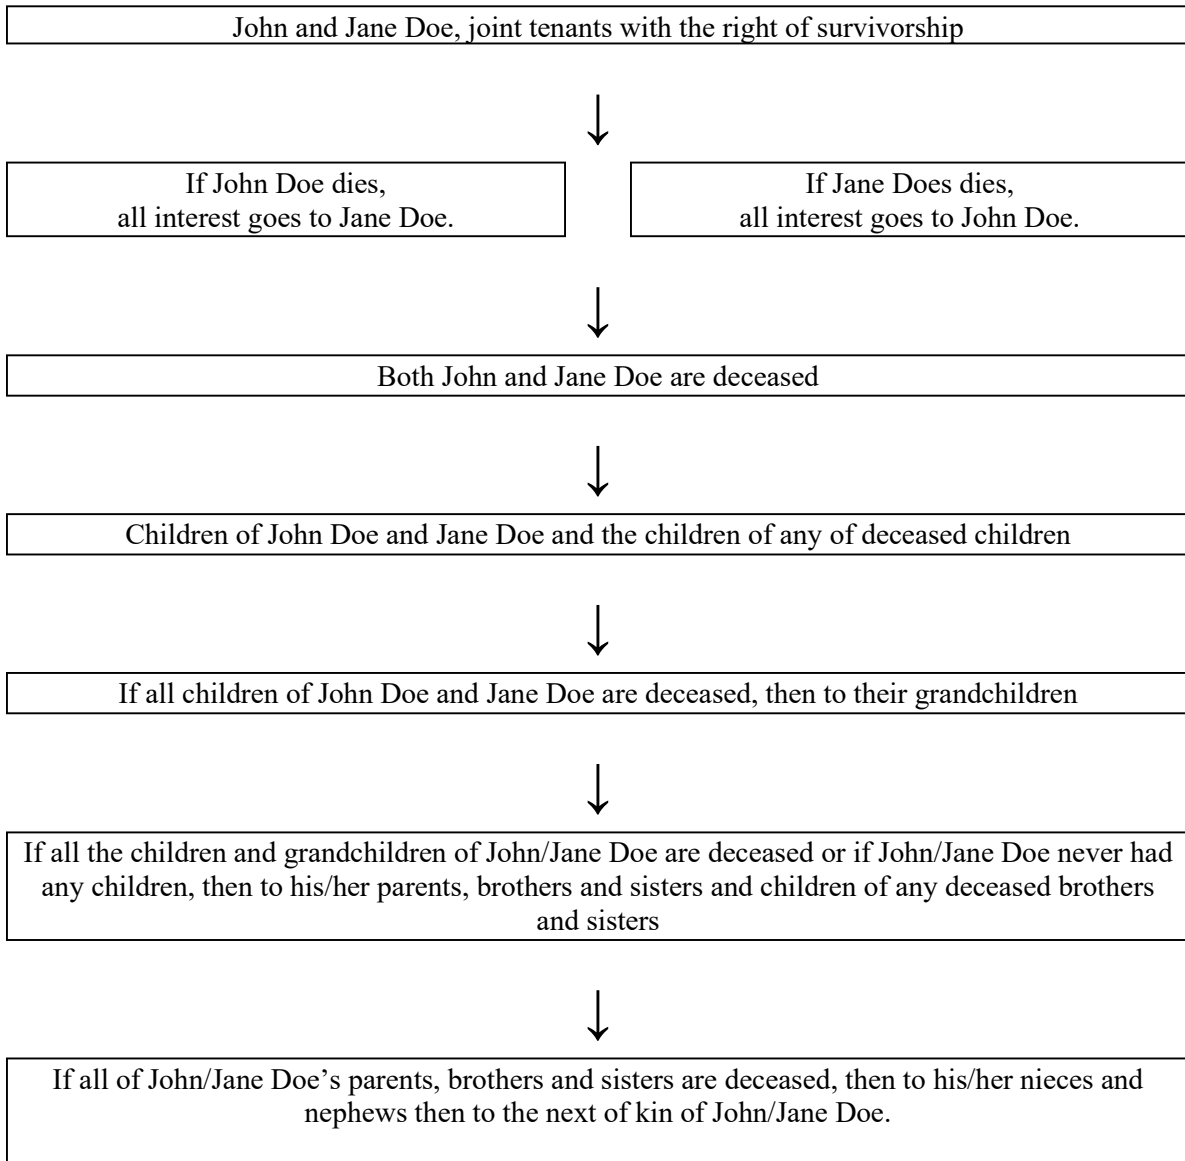 John and Jane Doe, joint tenants with the right of survivorship
If John Doe dies,
all interest goes to Jane Doe.
If Jane Does dies,
all interest goes to John Doe.
Both John and Jane Doe are deceased
Children of John Doe and Jane Doe and the children of any of deceased children
If all children of John Doe and Jane Doe are deceased, then to their grandchildren
If all the children and grandchildren of John/Jane Doe are deceased or if John/Jane Doe never had
any children, then to his/her parents, brothers and sisters and children of any deceased brothers
and sisters
If all of John/Jane Doe’s parents, brothers and sisters are deceased, then to his/her nieces and
nephews then to the next of kin of John/Jane Doe.